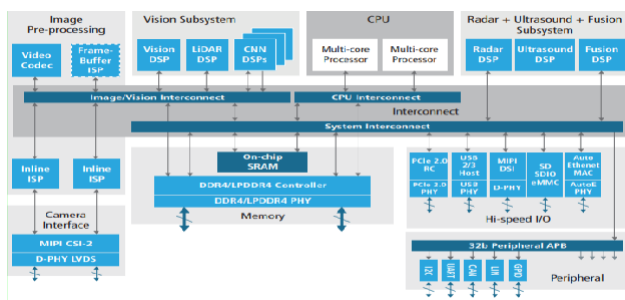 Image
Pre-processing
Video
Codec
Frame-
Buffer
ISP
Vision Subsystem
Vision
DSP
LiDAR
DSP
CNN
DSPs
CPU
Multi-core
Processor
Multi-core
Processor
Radar + Ultrasound + Fusion
Subsystem
Radar
DSP
Ultrasound
DSP
Fusion
DSP
Image/Vision Interconnect
CPU Interconnect
Interconnect
System Interconnect
Inline
ISP
Inline
ISP
Camera
Interface
MIPI CSI-2
D-PHY LVDS
On-chip
SRAM
DDR4/LPDDR4 Controller
DDR4/LPDDR4 PHY
Memory
PCIe 2.0
RC
PCIe 2.0
PHY
USB
2/3
Host
USB
PHY
MIPI
DSI
D-PHY
SD
SDIO
eMMC
Auto
Ethernet
MAC
AutoE
PHY
Hi-speed I/O
32b Peripheral APB
I2C
UART
CAN
LIN
GPIO
Peripheral